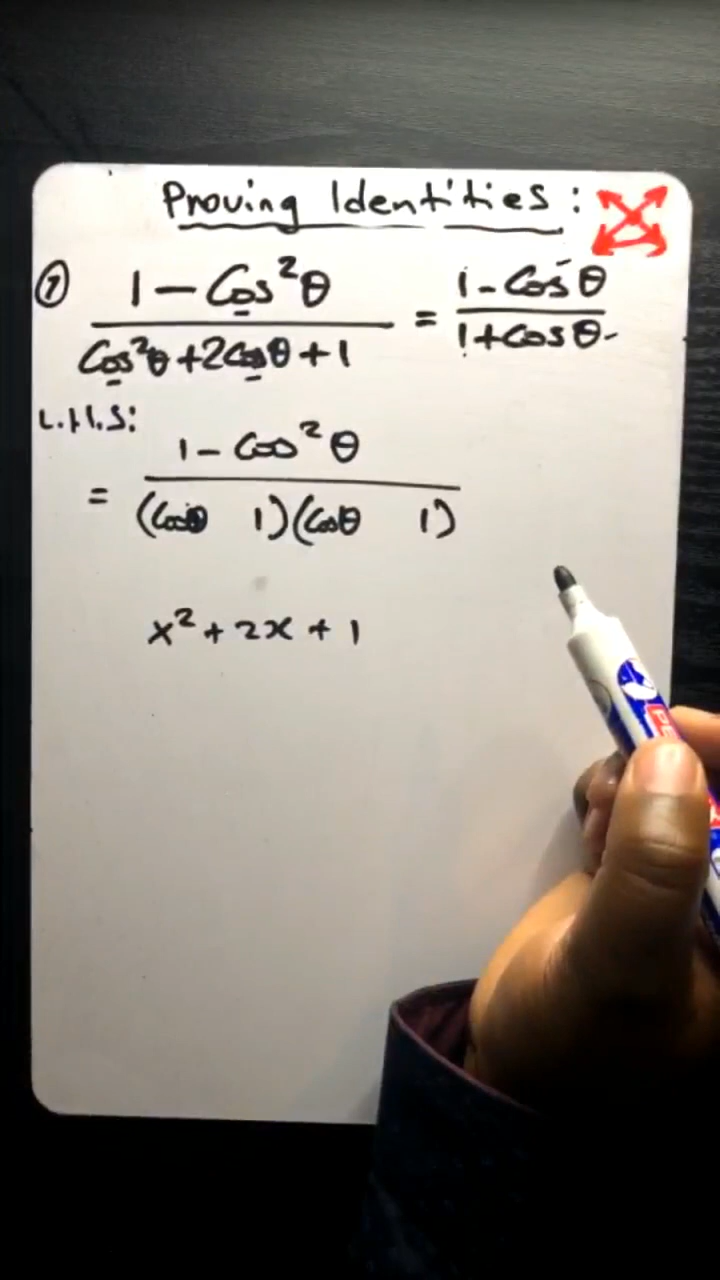 Proving Identities:
① 1 - Cos²θ / Cos²θ + 2Cosθ + 1 = 1 - Cosθ / 1 + Cosθ
L.H.S:
= 1 - Cos²θ / (Cosθ 1)(Cosθ 1)
x² + 2x + 1